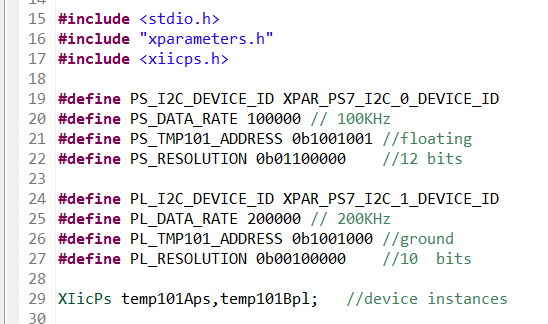 14
15 #include <stdio.h>
16 #include "xparameters.h"
17 #include <xiicps.h>
18
19 #define PS_I2C_DEVICE_ID XPAR_PS7_I2C_0_DEVICE_ID
20 #define PS_DATA_RATE 100000 // 100KHz
21 #define PS_TMP101_ADDRESS 0b1001001 //floating
22 #define PS_RESOLUTION 0b01100000    //12 bits
23
24 #define PL_I2C_DEVICE_ID XPAR_PS7_I2C_1_DEVICE_ID
25 #define PL_DATA_RATE 200000 // 200KHz
26 #define PL_TMP101_ADDRESS 0b1001000 //ground
27 #define PL_RESOLUTION 0b00100000    //10  bits
28
29 XIicPs temp101Aps,temp101Bpl;   //device instances
30